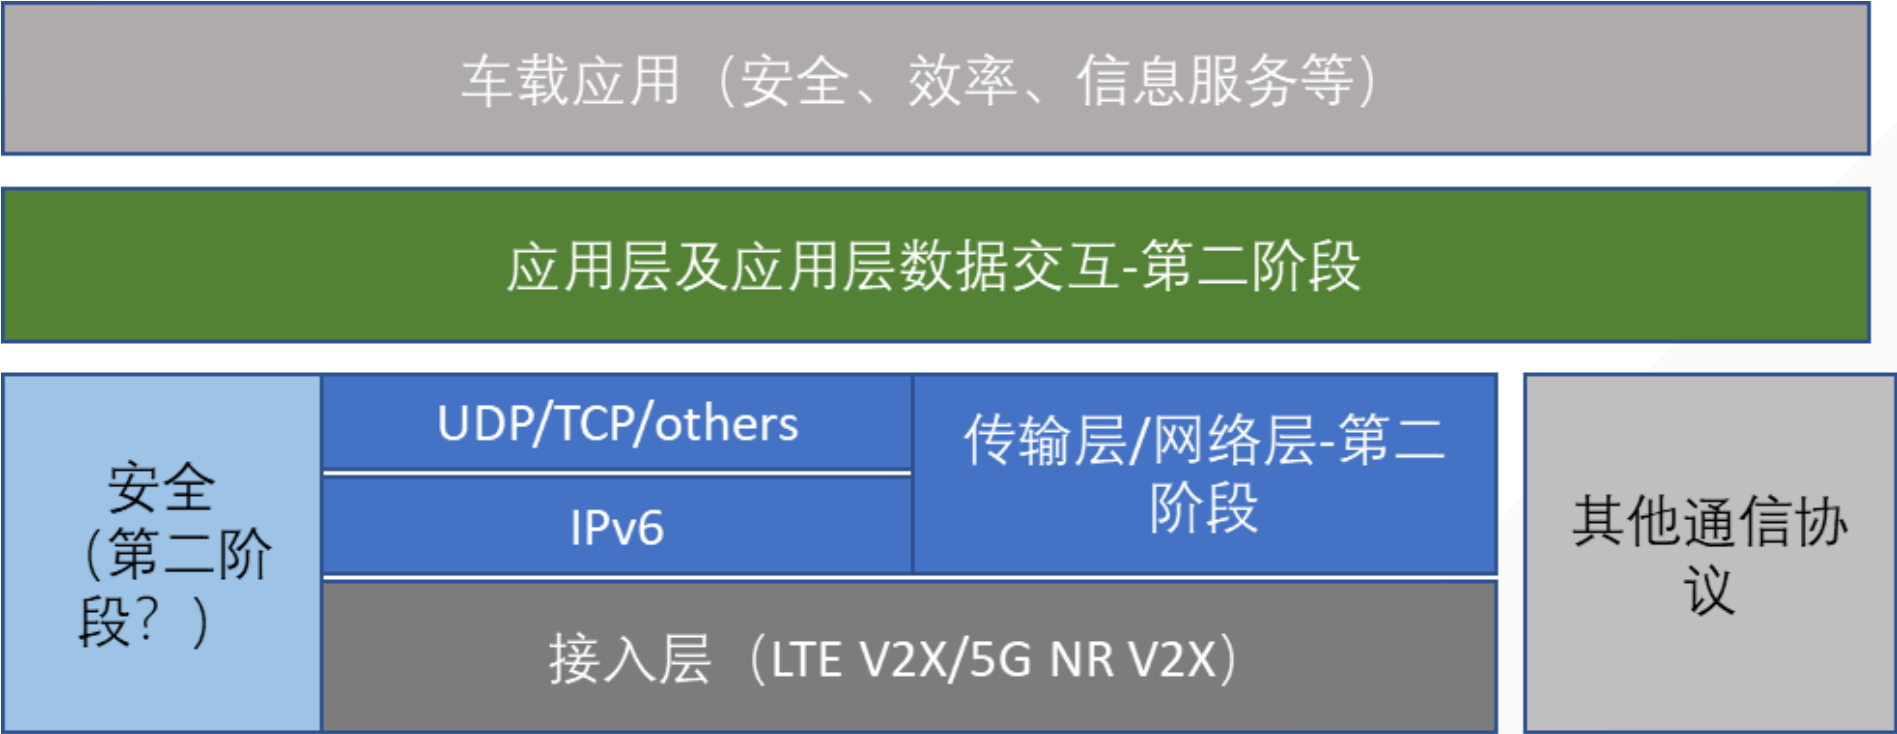 车载应用（安全、效率、信息服务等）
应用层及应用层数据交互-第二阶段
安全
（第二阶
段？）
UDP/TCP/others
IPv6
传输层/网络层-第二
阶段
接入层（LTE V2X/5G NR V2X）
其他通信协
议